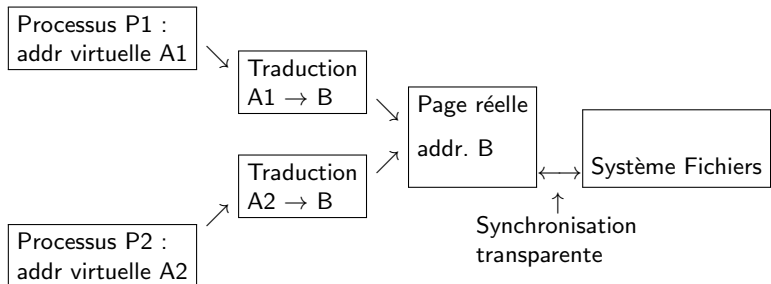 Processus P1 :
addr virtuelle A1
Traduction
A1 → B
Page réelle
addr. B
Système Fichiers
Traduction
A2 → B
Synchronisation
transparente
Processus P2 :
addr virtuelle A2